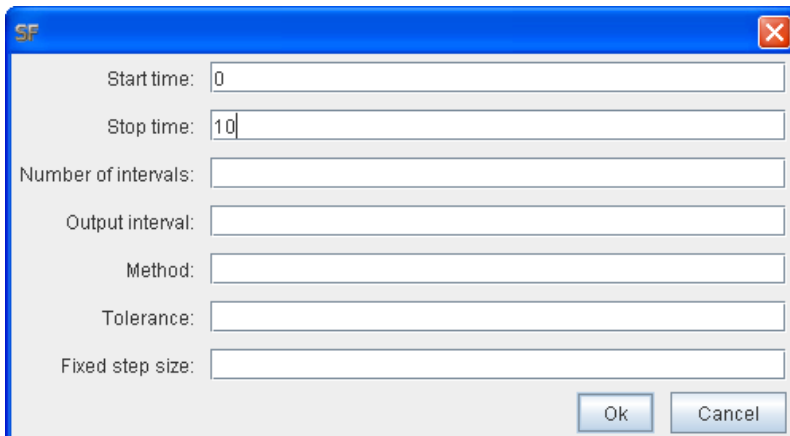 SF
Start time: 0
Stop time: 10
Number of intervals:
Output interval:
Method:
Tolerance:
Fixed step size:
Ok Cancel